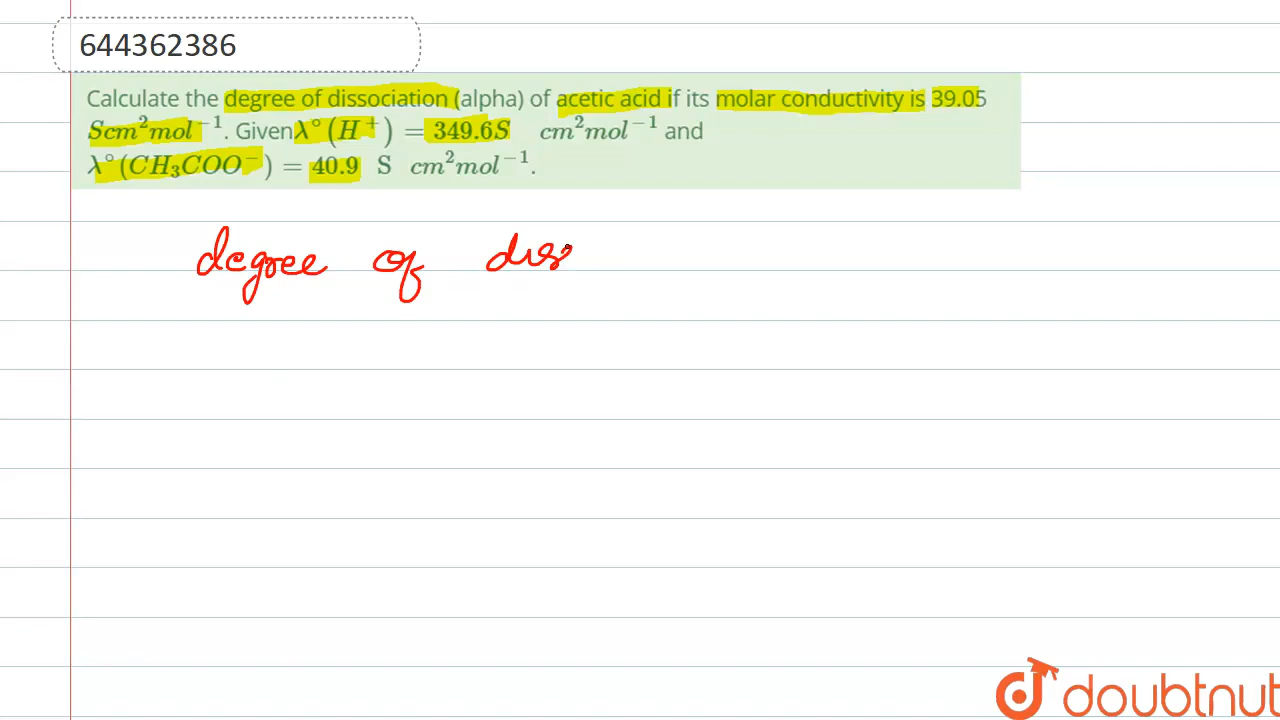 644362386
Calculate the degree of dissociation (alpha) of acetic acid if its molar conductivity is 39.05
Scm²mol⁻¹. Given λ°(H⁺) = 349.6S cm²mol⁻¹ and
λ°(CH₃COO⁻) = 40.9 S cm²mol⁻¹.
degree of diss
doubtnut